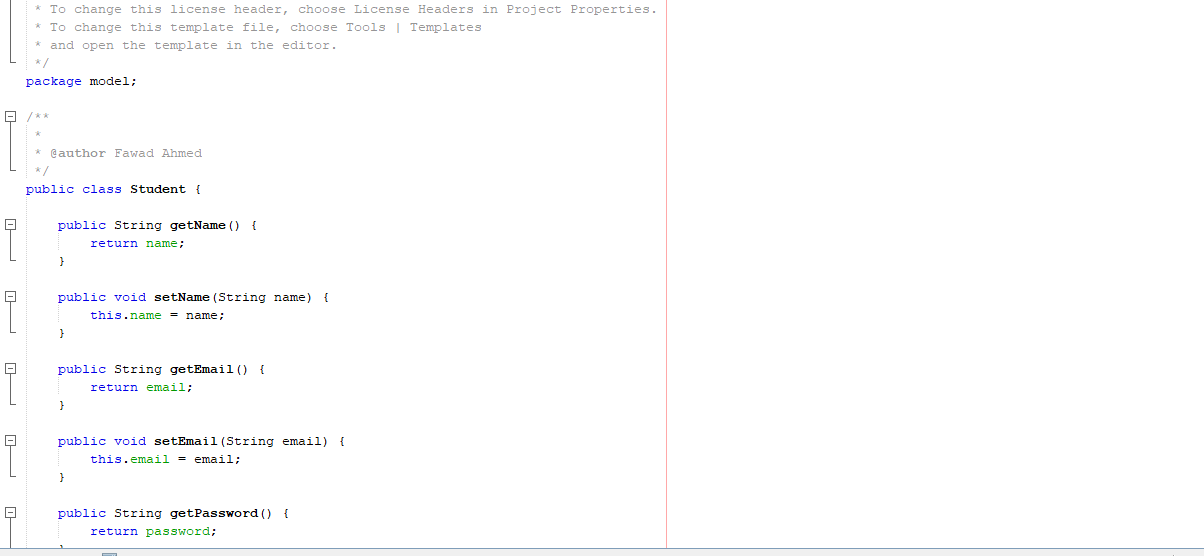 * To change this license header, choose License Headers in Project Properties.
* To change this template file, choose Tools | Templates
* and open the template in the editor.
*/
package model;
/**
*
* @author Fawad Ahmed
*/
public class Student {
public String getName() {
return name;
}
public void setName(String name) {
this.name = name;
}
public String getEmail() {
return email;
}
public void setEmail(String email) {
this.email = email;
}
public String getPassword() {
return password;
}